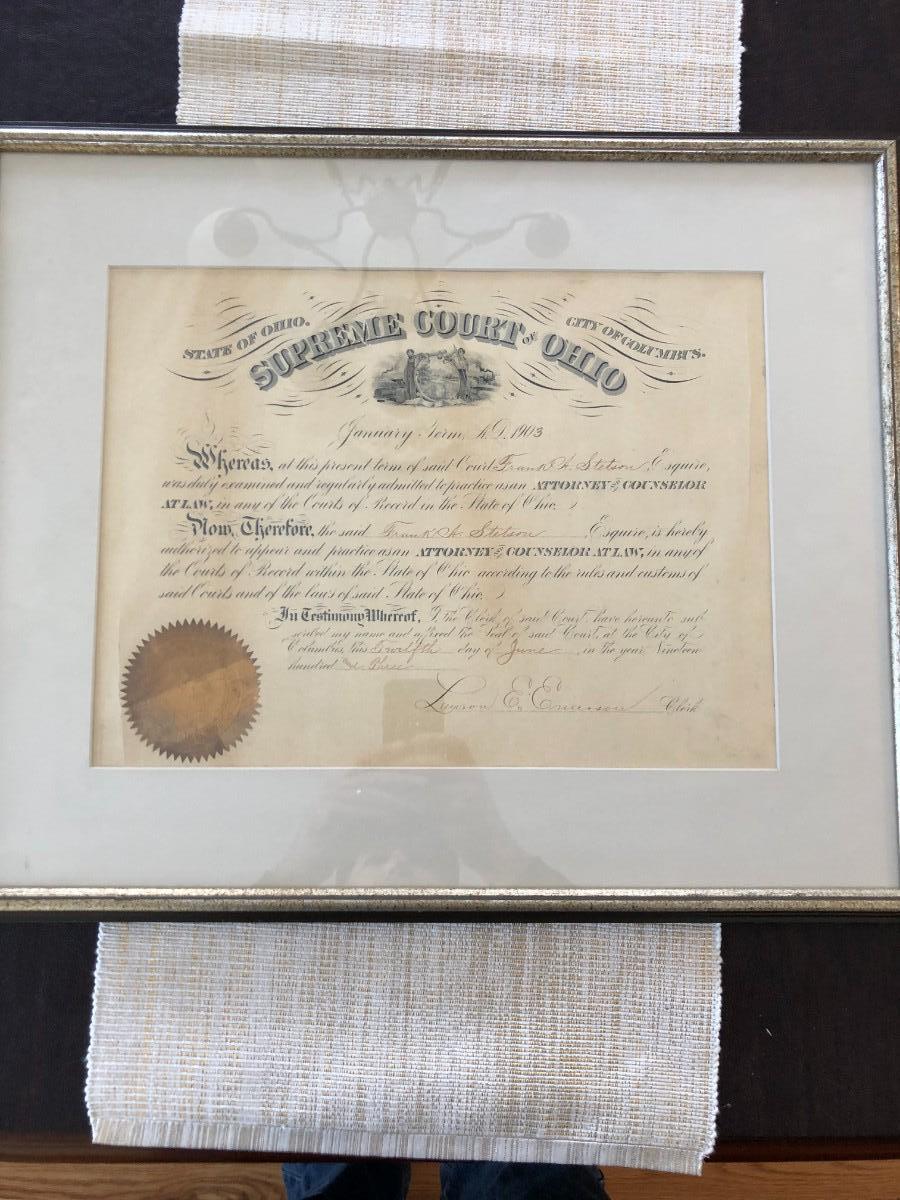 STATE OF OHIO.
SUPREME COURT OF OHIO
CITY OF COLUMBUS.
January Term, A.D. 1903
Whereas, at this present term of said Court Frank A. Stetson, Esquire,
was duly examined and regularly admitted to practice as an ATTORNEY & COUNSELOR
AT LAW, in any of the Courts of Record in the State of Ohio.
Now, Therefore, the said Frank A. Stetson Esquire, is hereby
authorized to appear and practice as an ATTORNEY & COUNSELOR AT LAW, in any of
the Courts of Record within the State of Ohio according to the rules and customs of
said Courts and of the laws of said State of Ohio.
In Testimony Whereof, I, the Clerk of said Court, have hereunto sub
scribed my name and affixed the Seal of said Court, at the City of
Columbus, this Twelfth day of June, in the year Nineteen
hundred & Three
E. Emerson Clerk